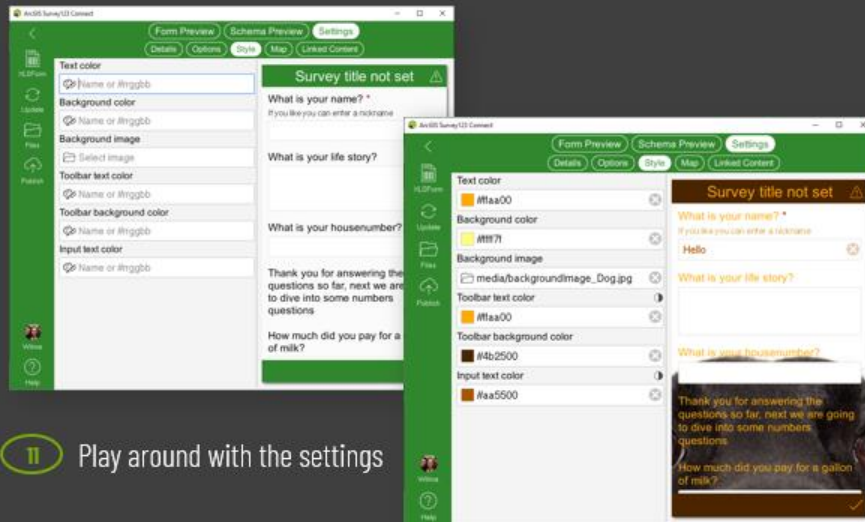 ArcGIS Survey123 Connect
Form Preview Schema Preview Settings
Details Options Style Map Linked Content
HLDForm
Update
Files
Publish
Wilma
Help
Text color
Name or #rrggbb
Background color
Name or #rrggbb
Background image
Select image
Toolbar text color
Name or #rrggbb
Toolbar background color
Name or #rrggbb
Input text color
Name or #rrggbb
Survey title not set
What is your name? *
If you like you can enter a nickname
What is your life story?
What is your housenumber?
Thank you for answering the
questions so far, next we are
to dive into some numbers
questions
How much did you pay for a
of milk?
ArcGIS Survey123 Connect
Form Preview Schema Preview Settings
Details Options Style Map Linked Content
HLDForm
Update
Files
Publish
Wilma
Help
Text color
#ffaa00
Background color
#ffff7f
Background image
media/backgroundImage_Dog.jpg
Toolbar text color
#ffaa00
Toolbar background color
#4b2500
Input text color
#aa5500
Survey title not set
What is your name? *
If you like you can enter a nickname
Hello
What is your life story?
What is your housenumber?
Thank you for answering the
questions so far, next we are going
to dive into some numbers
questions
How much did you pay for a gallon
of milk?
11 Play around with the settings